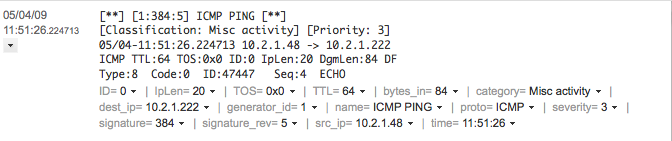 05/04/09
11:51:26.224713
[**] [1:384:5] ICMP PING [**]
[Classification: Misc activity] [Priority: 3]
05/04-11:51:26.224713 10.2.1.48 -> 10.2.1.222
ICMP TTL:64 TOS:0x0 ID:0 IpLen:20 DgmLen:84 DF
Type:8  Code:0  ID:47447   Seq:4  ECHO
ID= 0 | IpLen= 20 | TOS= 0x0 | TTL= 64 | bytes_in= 84 | category= Misc activity |
dest_ip= 10.2.1.222 | generator_id= 1 | name= ICMP PING | proto= ICMP | severity= 3 |
signature= 384 | signature_rev= 5 | src_ip= 10.2.1.48 | time= 11:51:26